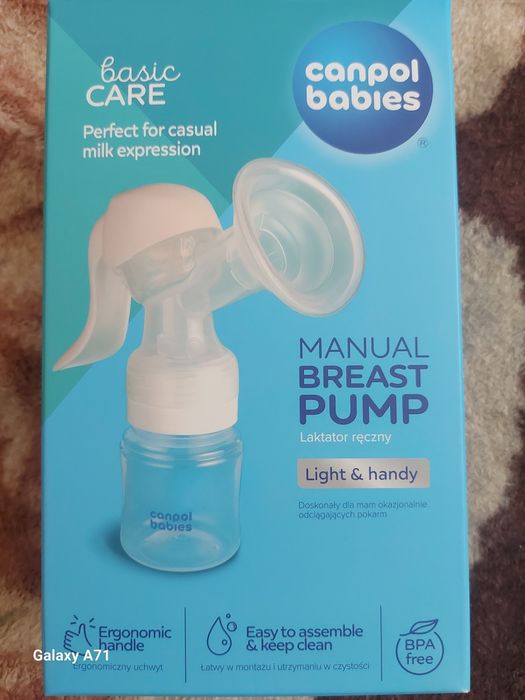 basic
CARE
Perfect for casual
milk expression
canpol
babies
®
MANUAL
BREAST
PUMP
Laktator ręczny
Light & handy
Doskonały dla mam okazjonalnie
odciągających pokarm
canpol
babies
Ergonomic
handle
Ergonomiczny uchwyt
Easy to assemble
& keep clean
Łatwy w montażu i utrzymaniu w czystości
BPA
free
Galaxy A71